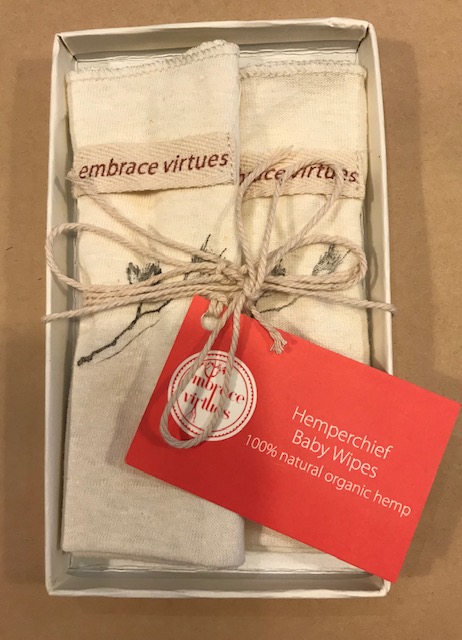 embrace virtues
embrace virtues
embrace
virtues
Hemperchief
Baby Wipes
100% natural organic hemp